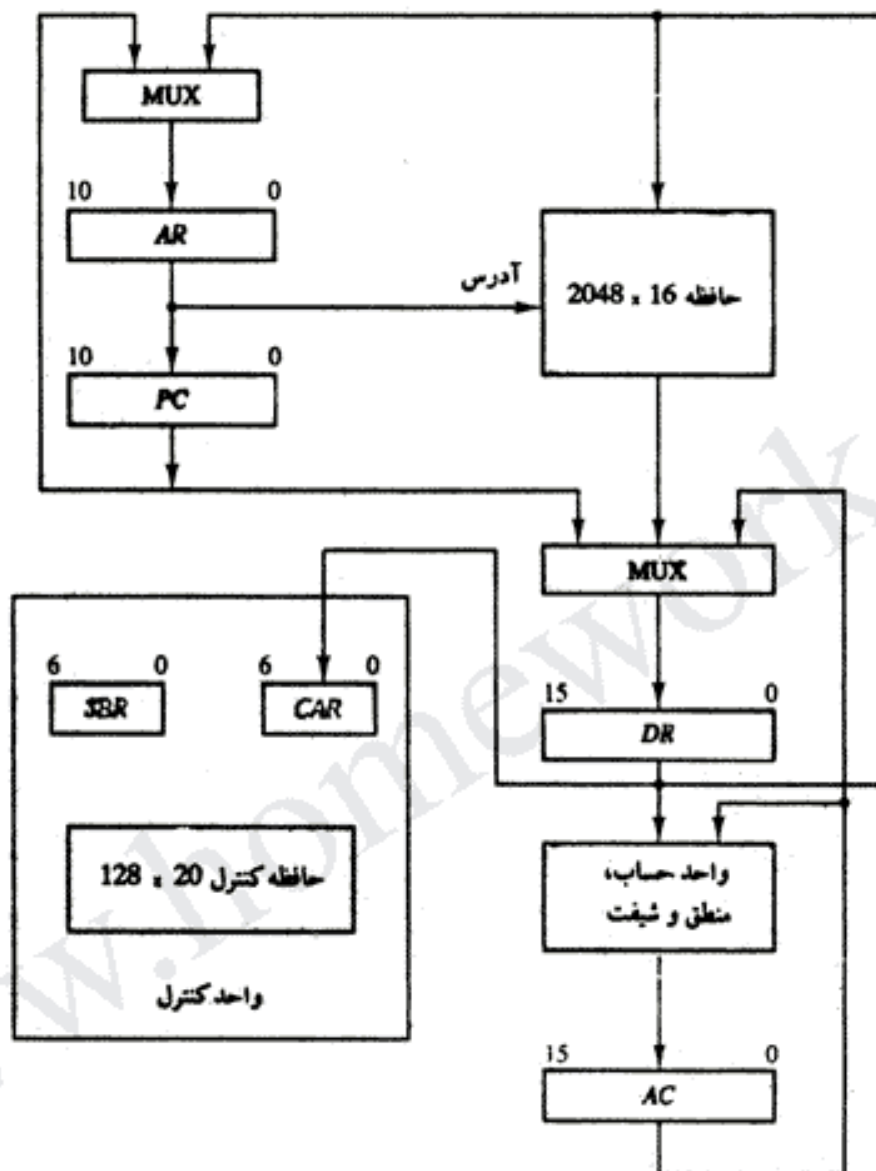 MUX
10 0
AR
آدرس
حافظه 16 × 2048
10 0
PC
MUX
6 0
SBR
6 0
CAR
15 0
DR
حافظه کنترل 20 × 128
واحد حساب،
منطق و شیفت
واحد کنترل
15 0
AC
w.homework